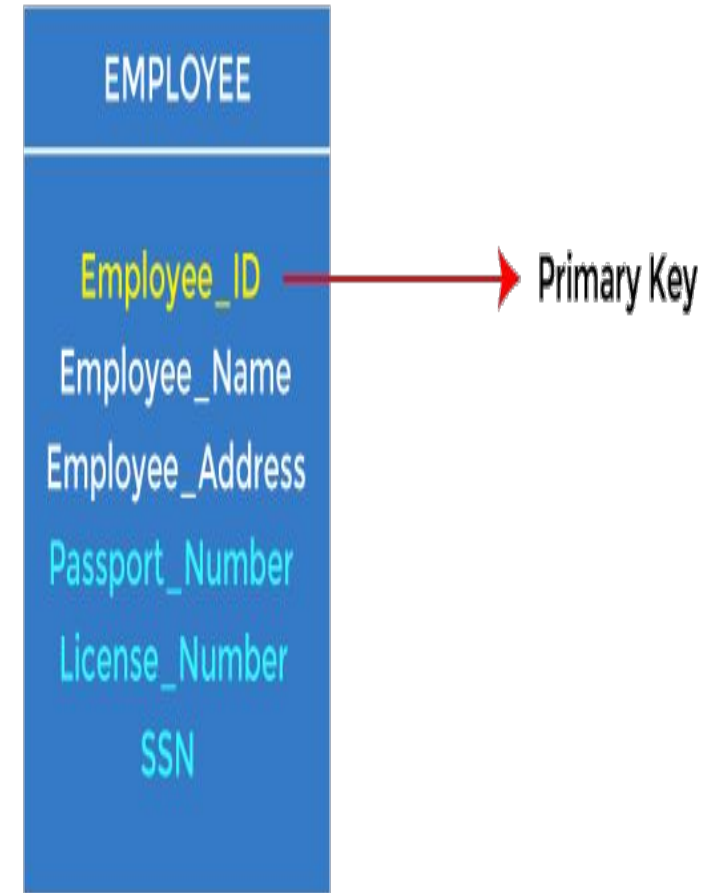 EMPLOYEE
Employee_ID
Primary Key
Employee_Name
Employee_Address
Passport_Number
License_Number
SSN